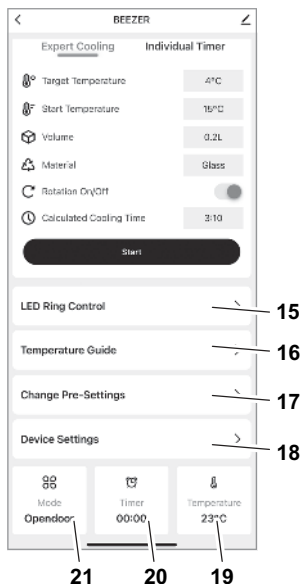 BEEZER
Expert Cooling Individual Timer
Target Temperature 4°C
Start Temperature 15°C
Volume 0.2L
Material Glass
Rotation On/Off
Calculated Cooling Time 3:10
Start
LED Ring Control
15
Temperature Guide
16
Change Pre-Settings
17
Device Settings
18
Mode Timer Temperature
Opendoor 00:00 23°C
21 20 19